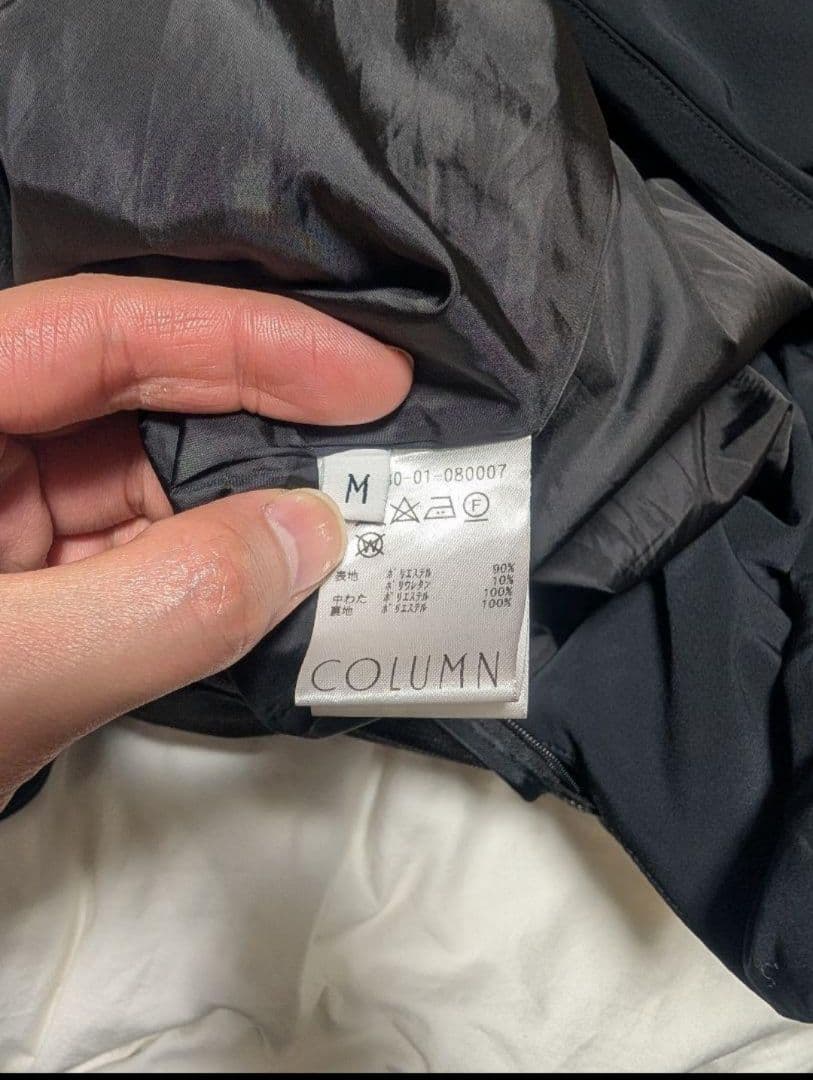 M
0-01-080007
F
W
表地 ポリエステル 90%
ポリウレタン 10%
中わた ポリエステル 100%
裏地 ポリエステル 100%
COLUMN